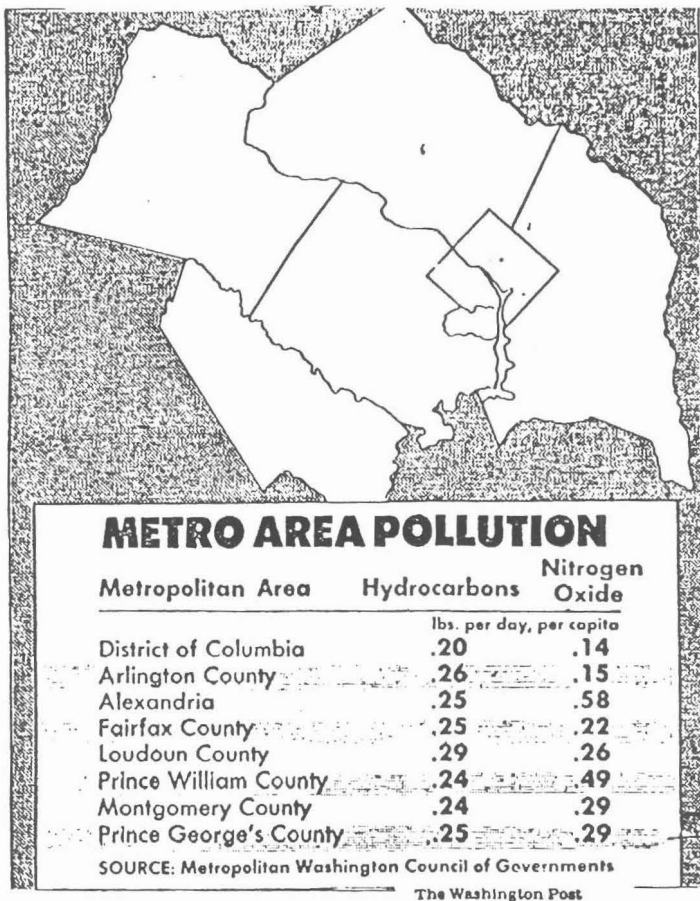 METRO AREA POLLUTION
Metropolitan Area Hydrocarbons Nitrogen Oxide
lbs. per day, per capita
District of Columbia .20 .14
Arlington County .26 .15
Alexandria .25 .58
Fairfax County .25 .22
Loudoun County .29 .26
Prince William County .24 .49
Montgomery County .24 .29
Prince George's County .25 .29
SOURCE: Metropolitan Washington Council of Governments
The Washington Post